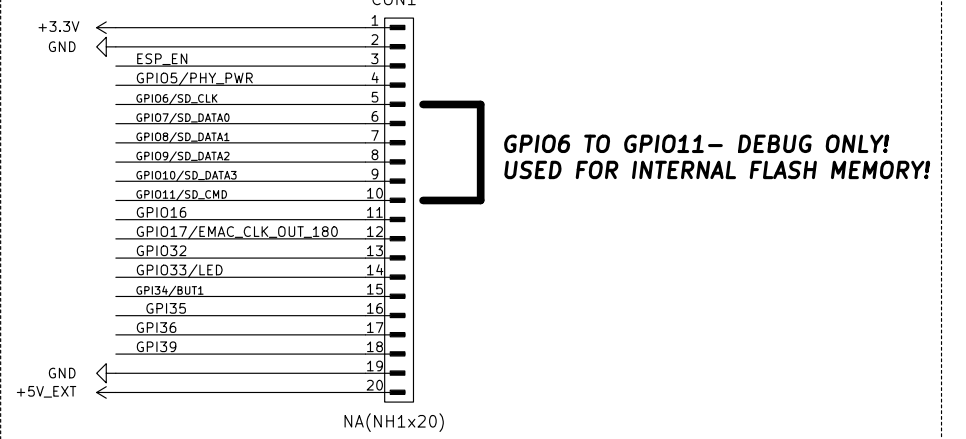 CON1
+3.3V 1
GND 2
ESP_EN 3
GPIO5/PHY_PWR 4
GPIO6/SD_CLK 5
GPIO7/SD_DATA0 6
GPIO8/SD_DATA1 7
GPIO9/SD_DATA2 8
GPIO10/SD_DATA3 9
GPIO11/SD_CMD 10
GPIO6 TO GPIO11– DEBUG ONLY!
USED FOR INTERNAL FLASH MEMORY!
GPIO16 11
GPIO17/EMAC_CLK_OUT_180 12
GPIO32 13
GPIO33/LED 14
GPI34/BUT1 15
GPI35 16
GPI36 17
GPI39 18
GND 19
+5V_EXT 20
NA(NH1x20)